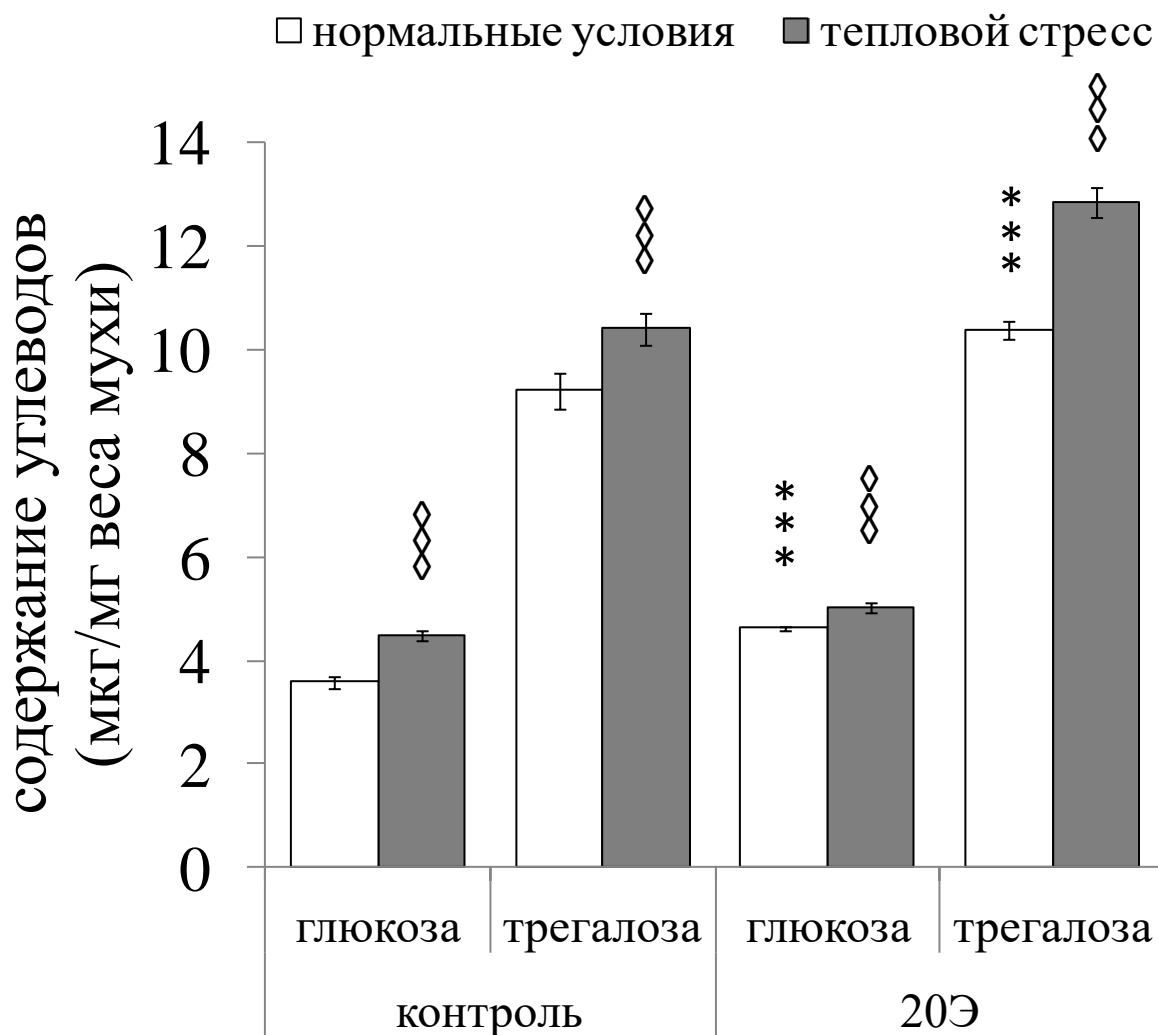 нормальные условия тепловой стресс
содержание углеводов
(мкг/мг веса мухи)
14
12
10
8
6
4
2
0
◊◊◊
◊◊◊
***
◊◊◊
***
◊◊◊
глюкоза трегалоза глюкоза трегалоза
контроль 20Э